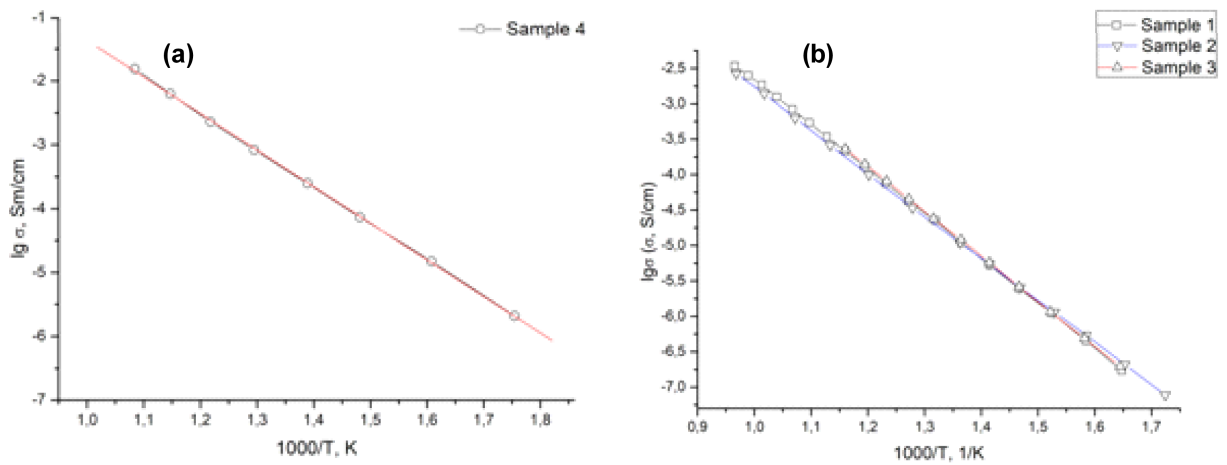 (a)
Sample 4
-1
-2
-3
-4
-5
-6
-7
lg σ, Sm/cm
1,0 1,1 1,2 1,3 1,4 1,5 1,6 1,7 1,8
1000/T, K
(b)
Sample 1
Sample 2
Sample 3
-2,5
-3,0
-3,5
-4,0
-4,5
-5,0
-5,5
-6,0
-6,5
-7,0
lgσ (σ, S/cm)
0,9 1,0 1,1 1,2 1,3 1,4 1,5 1,6 1,7
1000/T, 1/K